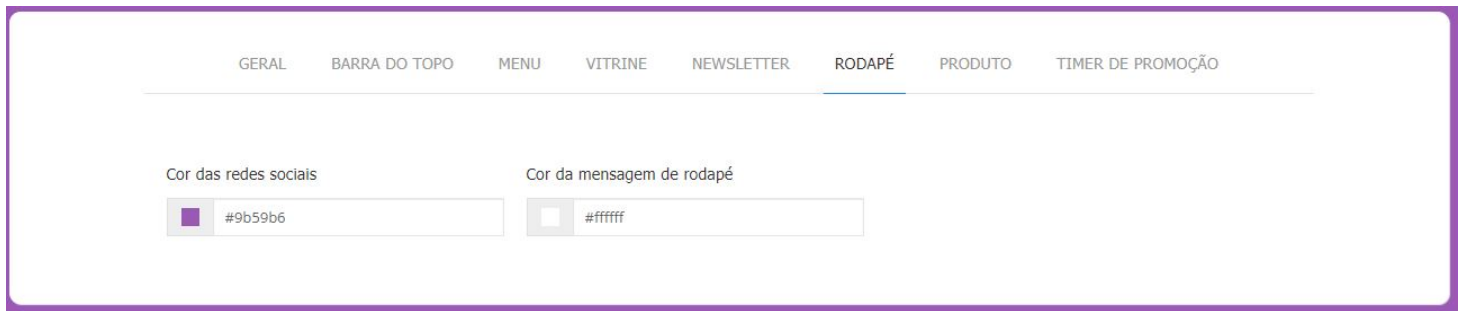 GERAL BARRA DO TOPO MENU VITRINE NEWSLETTER RODAPÉ PRODUTO TIMER DE PROMOÇÃO
Cor das redes sociais Cor da mensagem de rodapé
#9b59b6 #ffffff